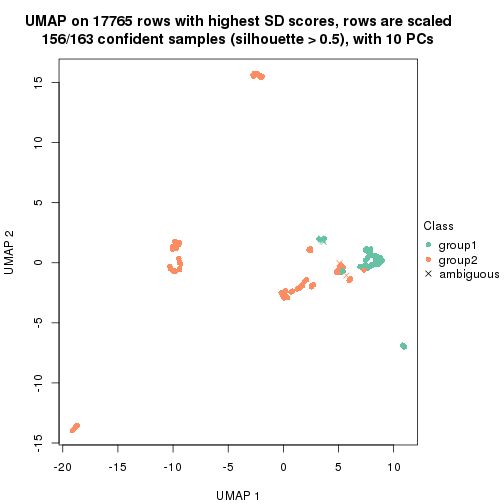 UMAP on 17765 rows with highest SD scores, rows are scaled
156/163 confident samples (silhouette > 0.5), with 10 PCs
15
10
5
0
-5
-10
-15
UMAP 2
-20
-15
-10
-5
0
5
10
UMAP 1
Class
group1
group2
ambiguous